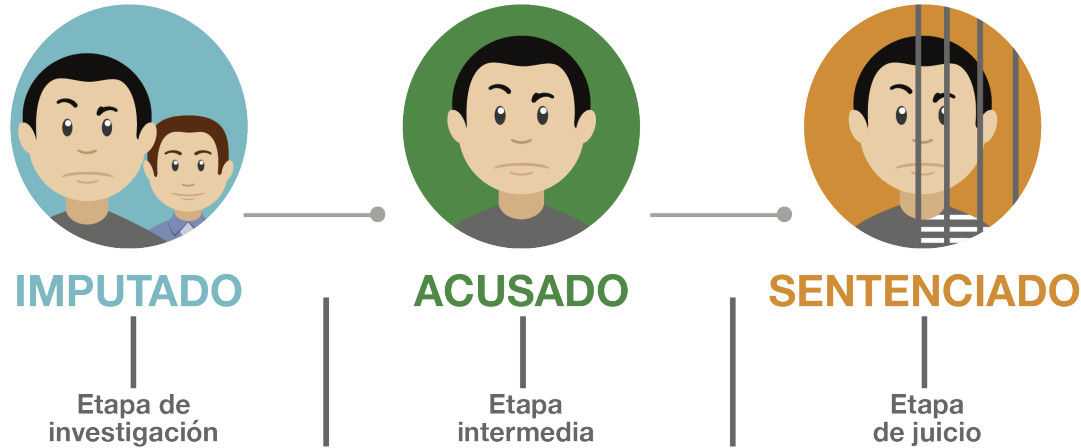 IMPUTADO
Etapa de
investigación
ACUSADO
Etapa
intermedia
SENTENCIADO
Etapa
de juicio